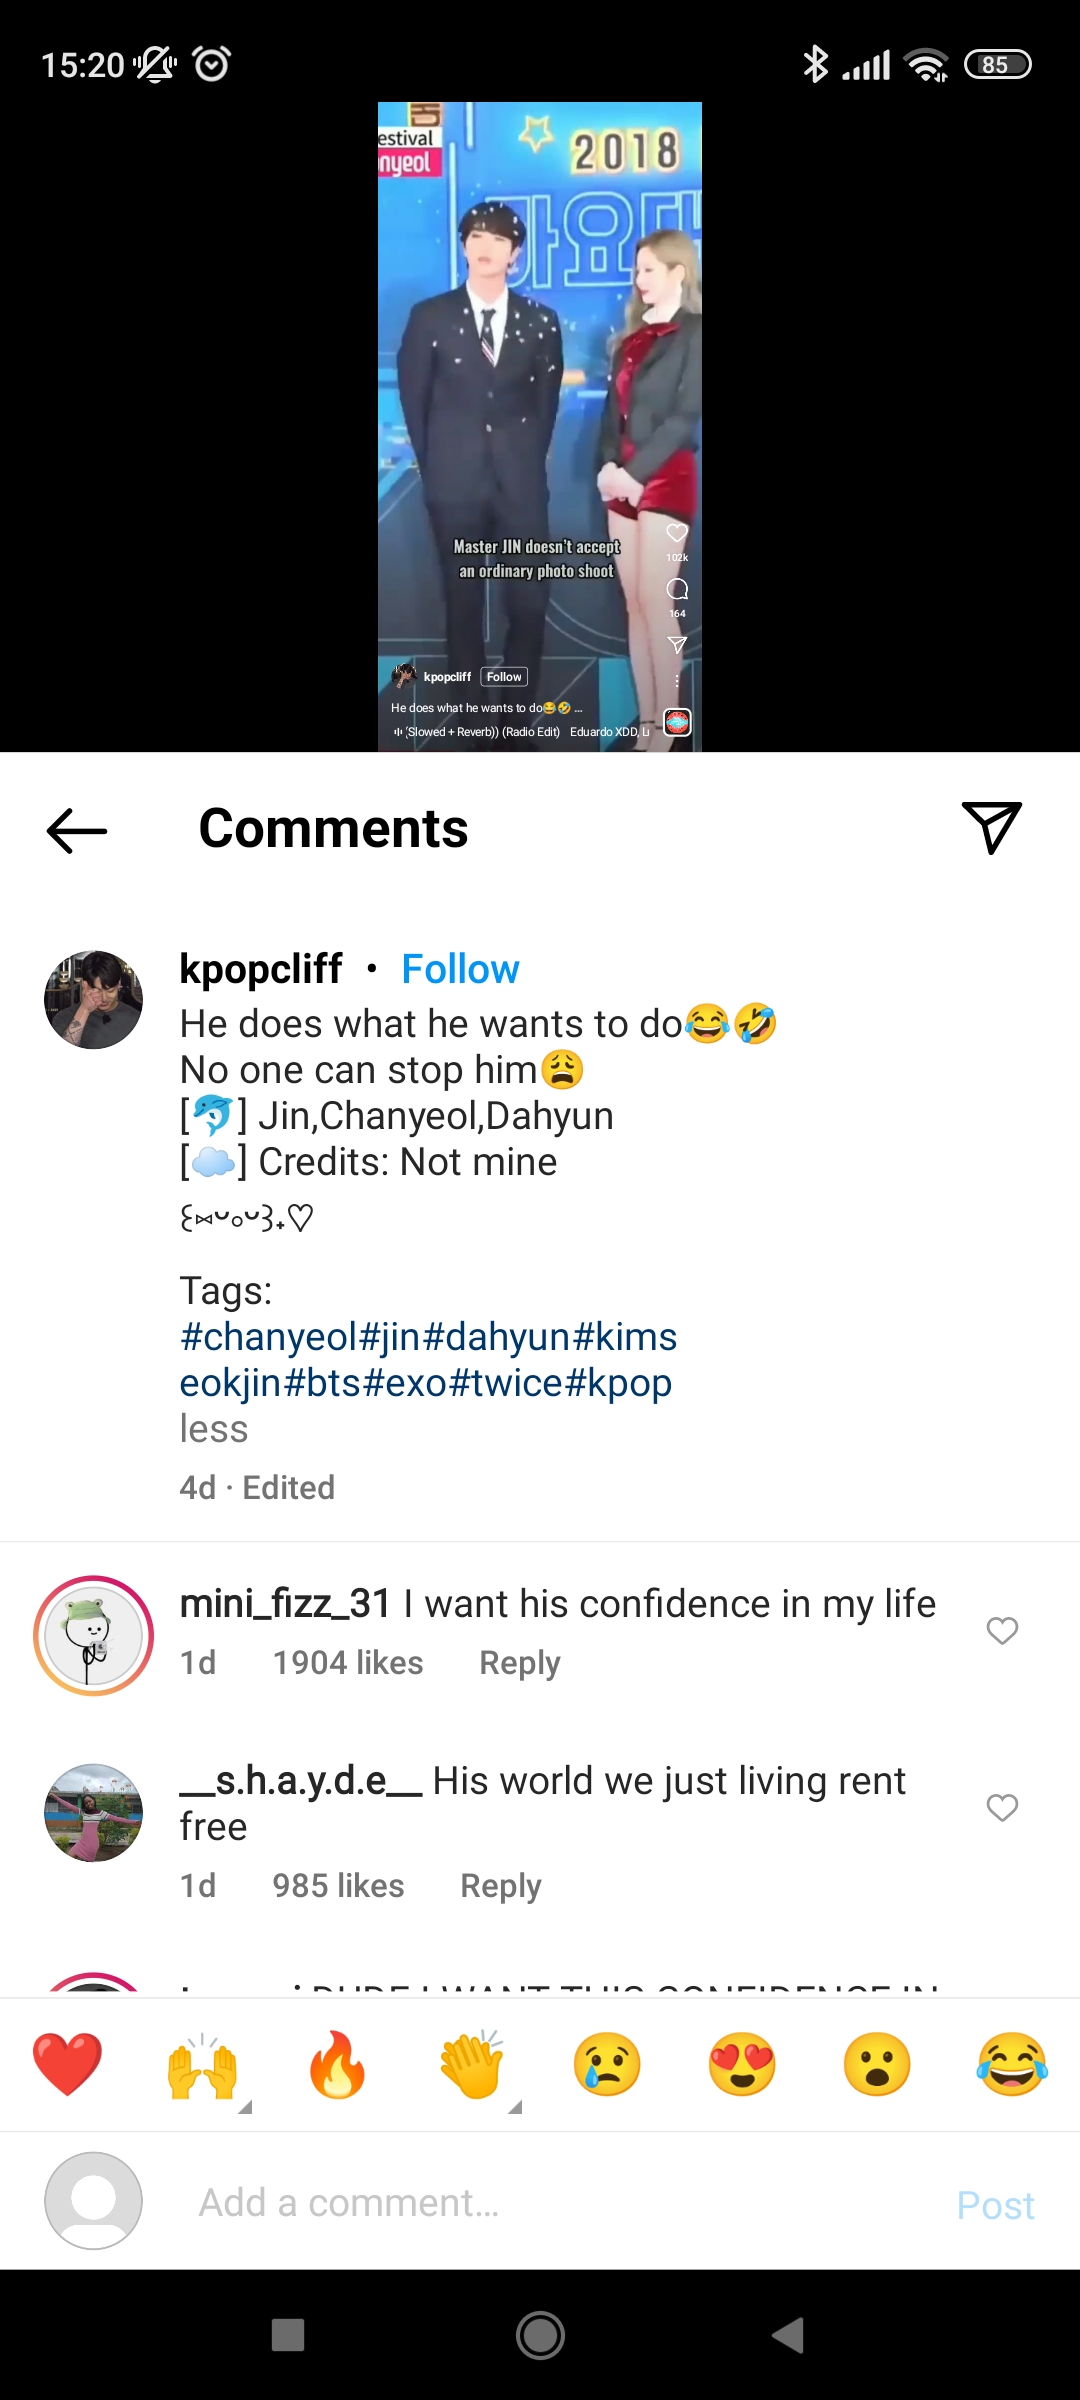 15:20
85
estival
nyeol
2018
가요대
Master JIN doesn't accept
an ordinary photo shoot
102k
164
kpopcliff Follow
He does what he wants to do😂🤣 ...
(Slowed + Reverb)) (Radio Edit) Eduardo XDD, Li
Comments
kpopcliff • Follow
He does what he wants to do😂🤣
No one can stop him😩
[🐬] Jin,Chanyeol,Dahyun
[☁️] Credits: Not mine
꒰⑅ᵕ༚ᵕ꒱˖♡
Tags:
#chanyeol#jin#dahyun#kims
eokjin#bts#exo#twice#kpop
less
4d · Edited
mini_fizz_31 I want his confidence in my life
1d 1904 likes Reply
__s.h.a.y.d.e__ His world we just living rent
free
1d 985 likes Reply
DUDE I WANT THIS CONFIDENCE IN
Add a comment...
Post